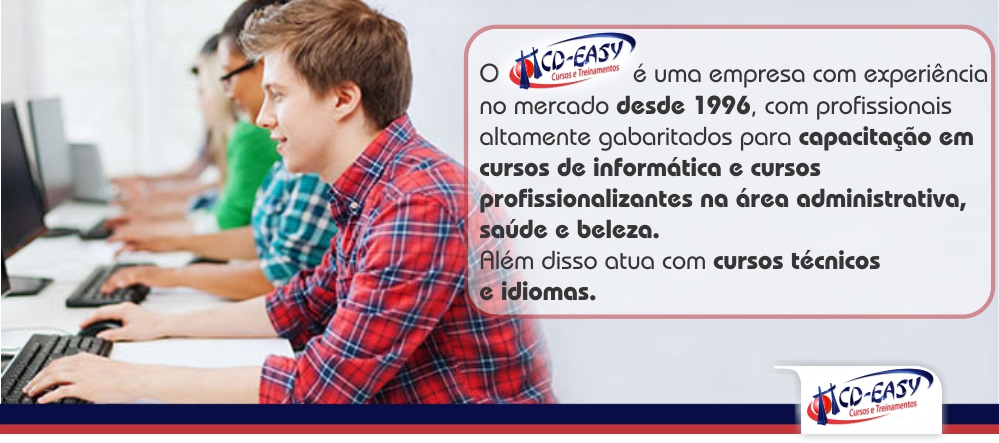 O CD-EASY é uma empresa com experiência
Cursos e Treinamentos
no mercado desde 1996, com profissionais
altamente gabaritados para capacitação em
cursos de informática e cursos
profissionalizantes na área administrativa,
saúde e beleza.
Além disso atua com cursos técnicos
e idiomas.
CD-EASY
Cursos e Treinamentos